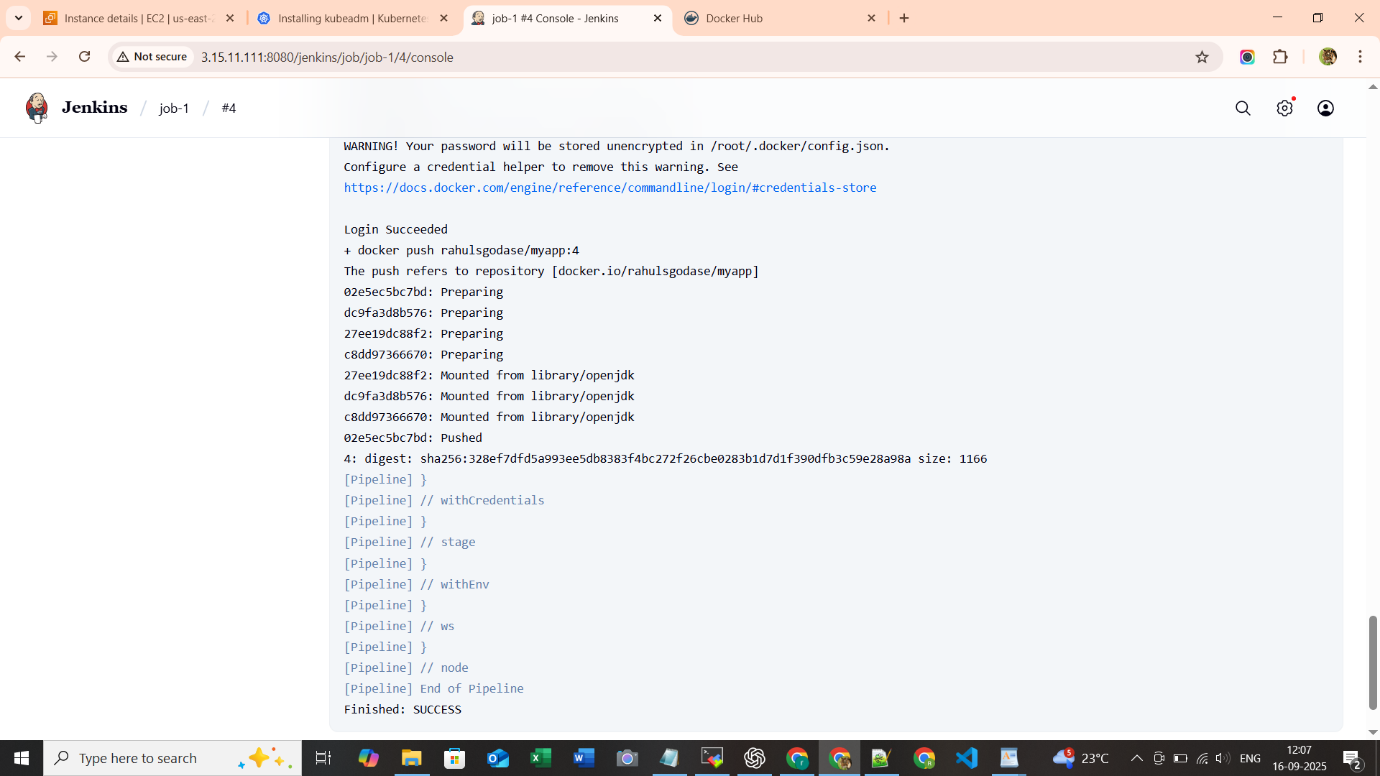 Instance details | EC2 | us-east-2
Installing kubeadm | Kubernetes
job-1 #4 Console - Jenkins
Docker Hub
Not secure
3.15.11.111:8080/jenkins/job/job-1/4/console
Jenkins / job-1 / #4
WARNING! Your password will be stored unencrypted in /root/.docker/config.json.
Configure a credential helper to remove this warning. See
https://docs.docker.com/engine/reference/commandline/login/#credentials-store
Login Succeeded
+ docker push rahulsgodase/myapp:4
The push refers to repository [docker.io/rahulsgodase/myapp]
02e5ec5bc7bd: Preparing
dc9fa3d8b576: Preparing
27ee19dc88f2: Preparing
c8dd97366670: Preparing
27ee19dc88f2: Mounted from library/openjdk
dc9fa3d8b576: Mounted from library/openjdk
c8dd97366670: Mounted from library/openjdk
02e5ec5bc7bd: Pushed
4: digest: sha256:328ef7dfd5a993ee5db8383f4bc272f26cbe0283b1d7d1f390dfb3c59e28a98a size: 1166
[Pipeline] }
[Pipeline] // withCredentials
[Pipeline] }
[Pipeline] // stage
[Pipeline] }
[Pipeline] // withEnv
[Pipeline] }
[Pipeline] // ws
[Pipeline] }
[Pipeline] // node
[Pipeline] End of Pipeline
Finished: SUCCESS
Type here to search
5
23°C
ENG
12:07
16-09-2025
2